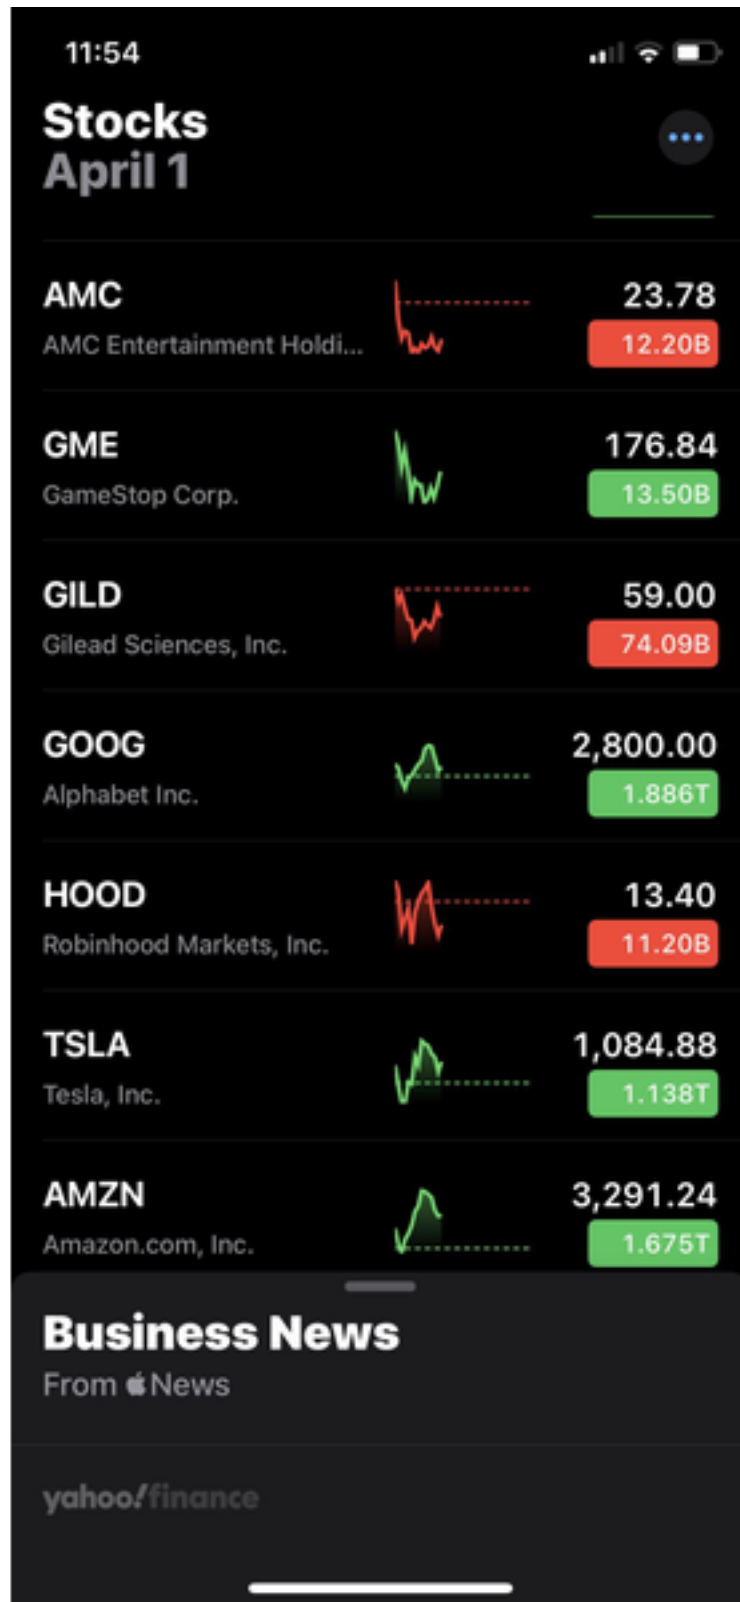 11:54
Stocks
April 1
AMC
23.78
AMC Entertainment Holdi...
12.20B
GME
176.84
GameStop Corp.
13.50B
GILD
59.00
Gilead Sciences, Inc.
74.09B
GOOG
2,800.00
Alphabet Inc.
1.886T
HOOD
13.40
Robinhood Markets, Inc.
11.20B
TSLA
1,084.88
Tesla, Inc.
1.138T
AMZN
3,291.24
Amazon.com, Inc.
1.675T
Business News
From News
yahoo!finance